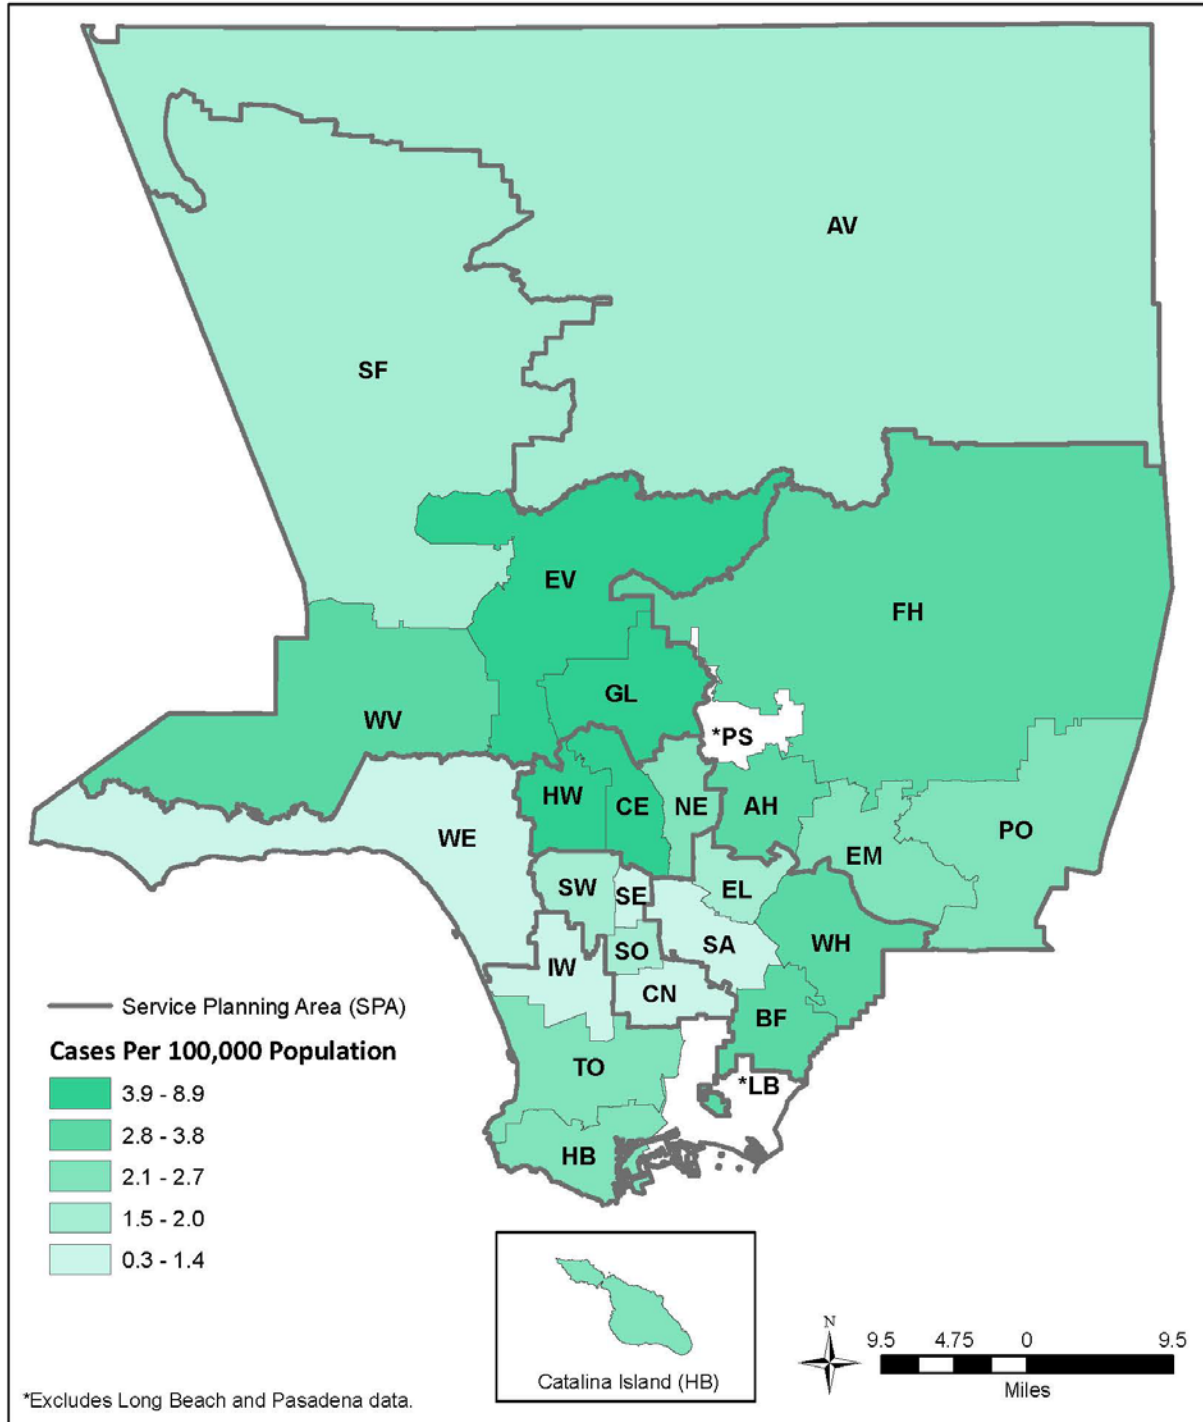 AV
SF
EV
FH
GL
WV
*PS
HW
CE
NE
AH
WE
PO
EM
SW
SE
EL
SO
SA
WH
IW
CN
BF
TO
*LB
HB
Service Planning Area (SPA)
Cases Per 100,000 Population
3.9 - 8.9
2.8 - 3.8
2.1 - 2.7
1.5 - 2.0
0.3 - 1.4
Catalina Island (HB)
N
9.5 4.75 0 9.5
Miles
*Excludes Long Beach and Pasadena data.